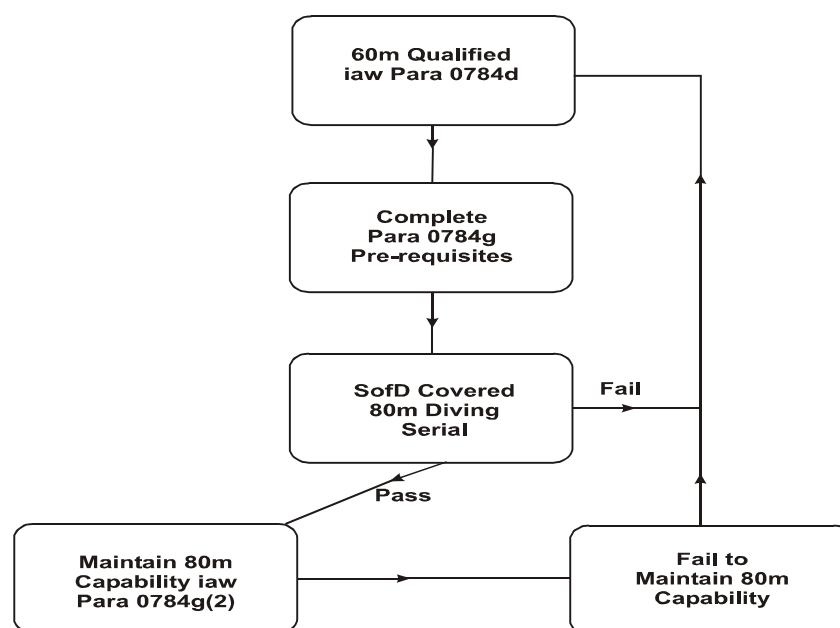 60m Qualified
iaw Para 0784d
Complete
Para 0784g
Pre-requisites
SofD Covered
80m Diving
Serial
Fail
Pass
Maintain 80m
Capability iaw
Para 0784g(2)
Fail to
Maintain 80m
Capability